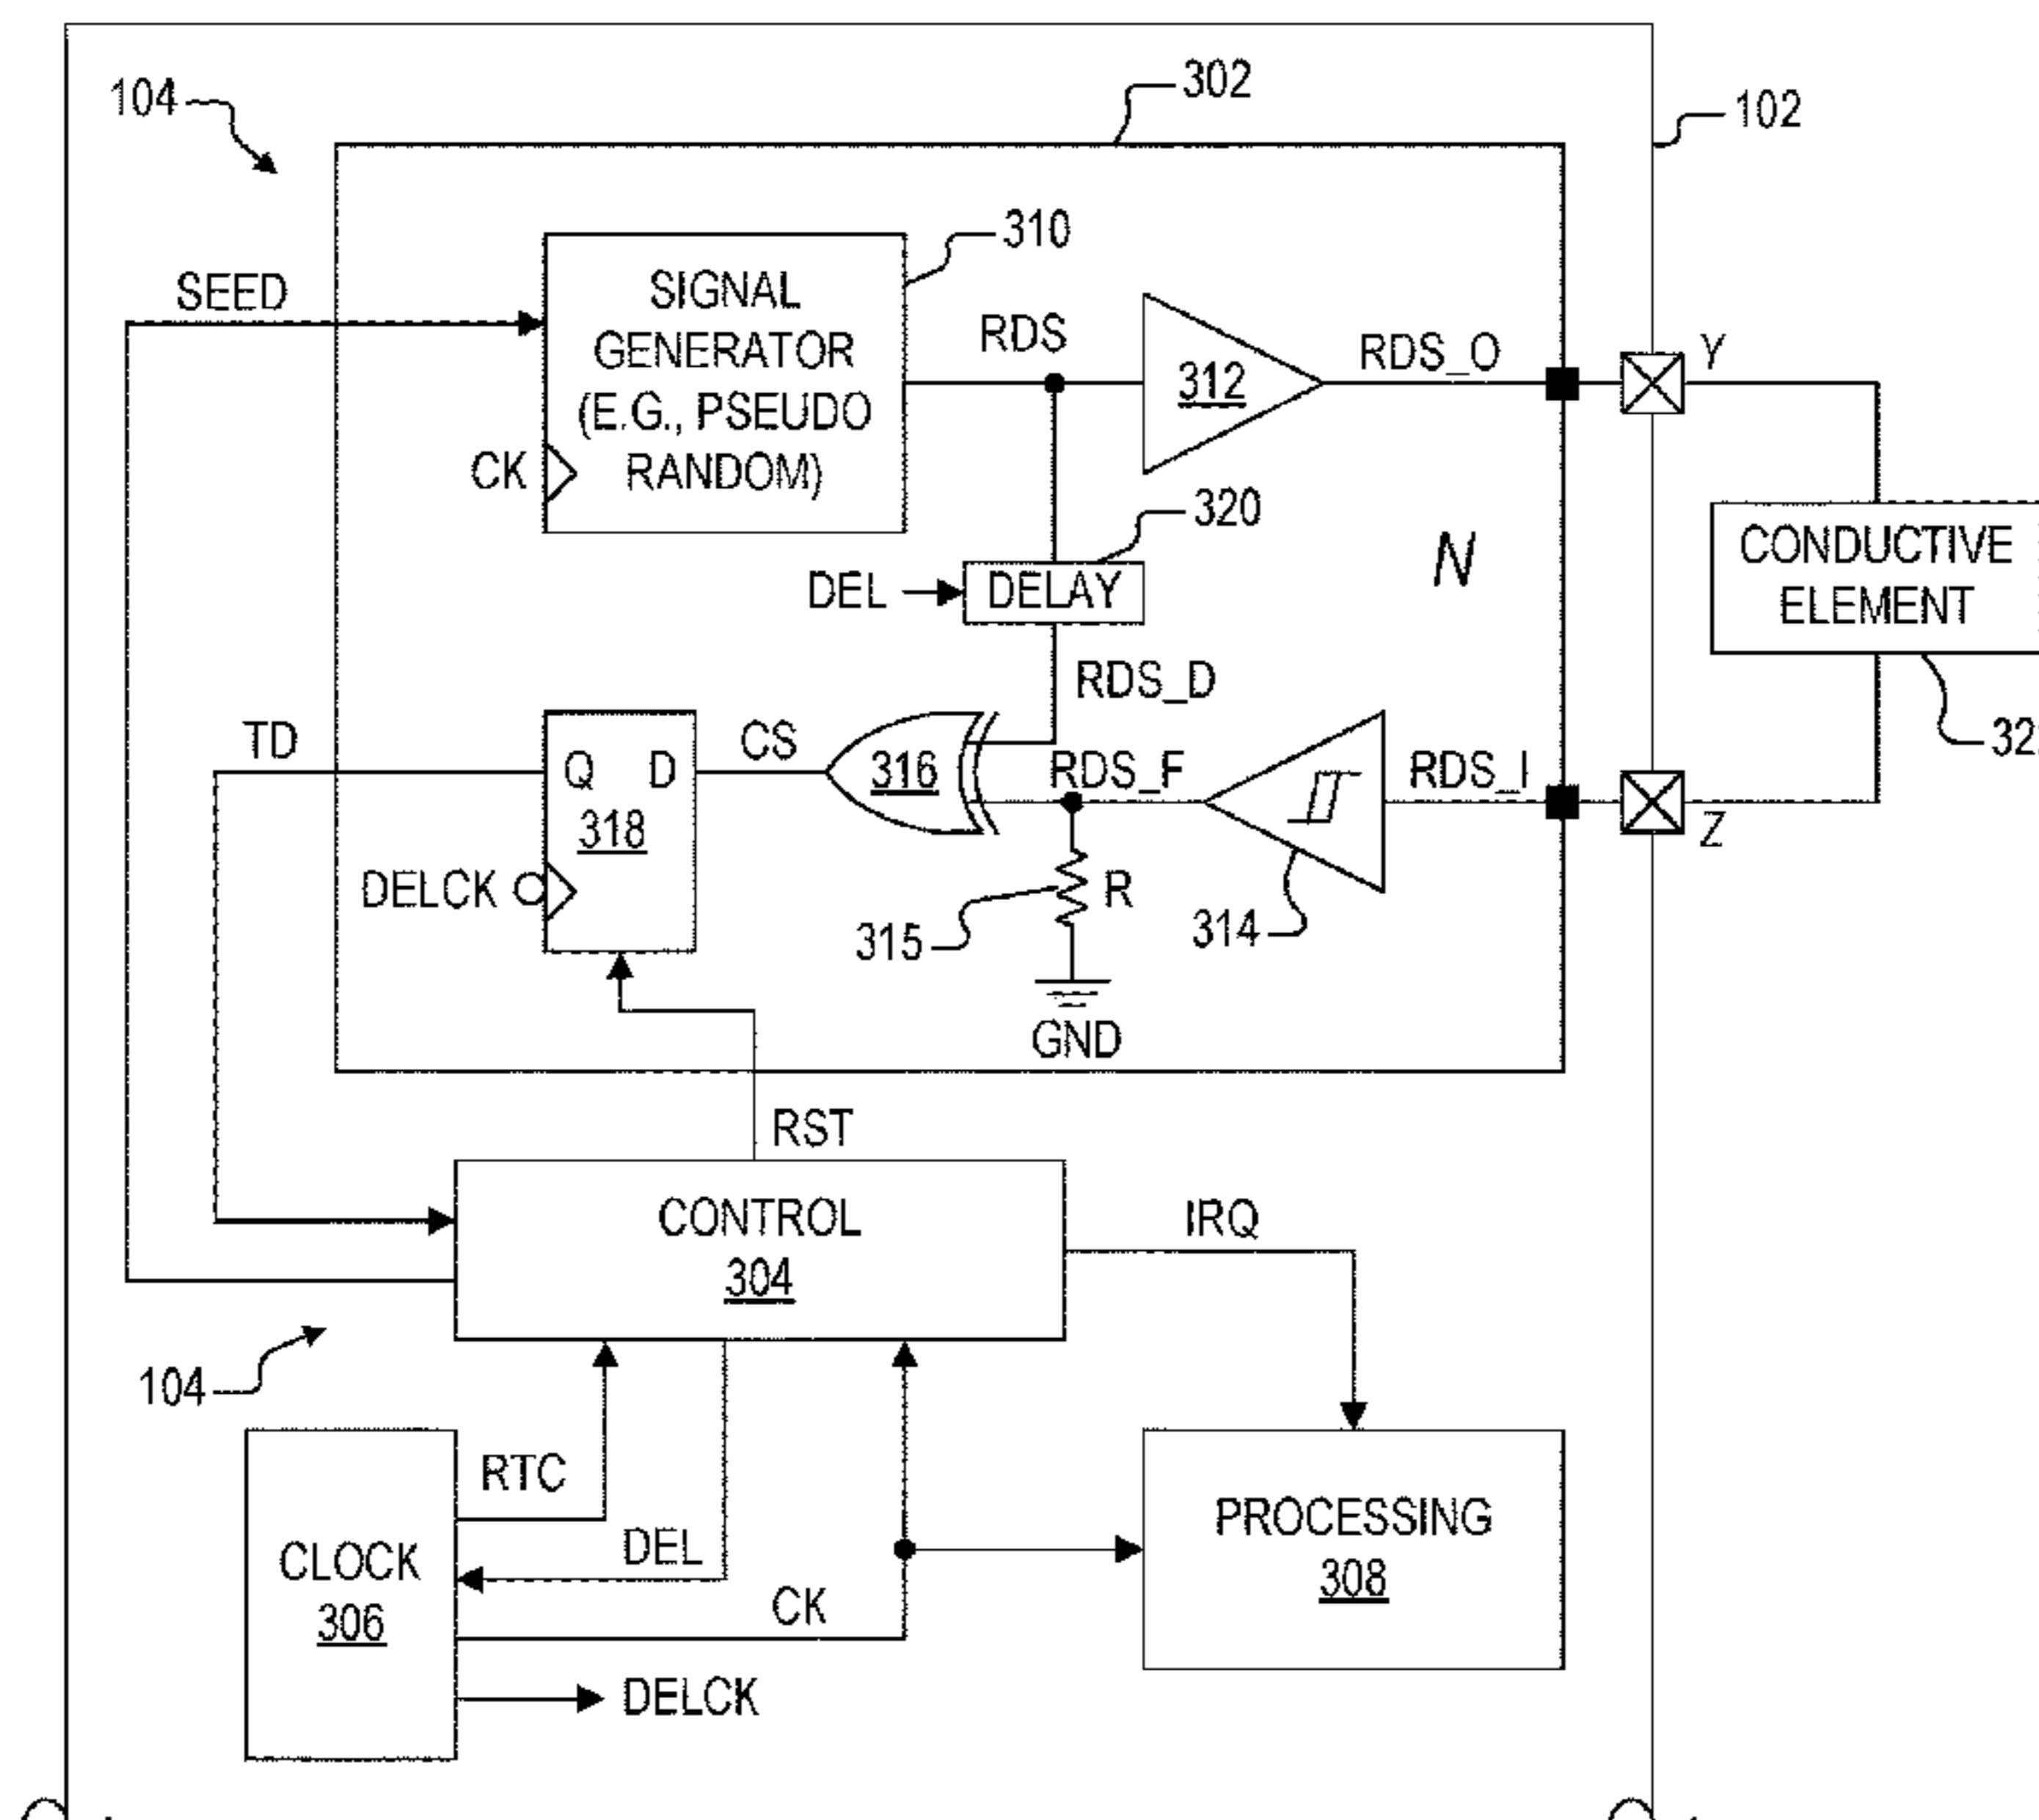 104
302
102
310
SEED
SIGNAL
GENERATOR
(E.G., PSEUDO
RANDOM)
CK
RDS
312
RDS_O
Y
320
DEL
DELAY
N
CONDUCTIVE
ELEMENT
RDS_D
TD
Q D
318
CS
316
RDS_F
RDS_I
Z
DELCK
315
R
314
GND
RST
CONTROL
304
IRQ
104
RTC
CLOCK
306
DEL
CK
DELCK
PROCESSING
308